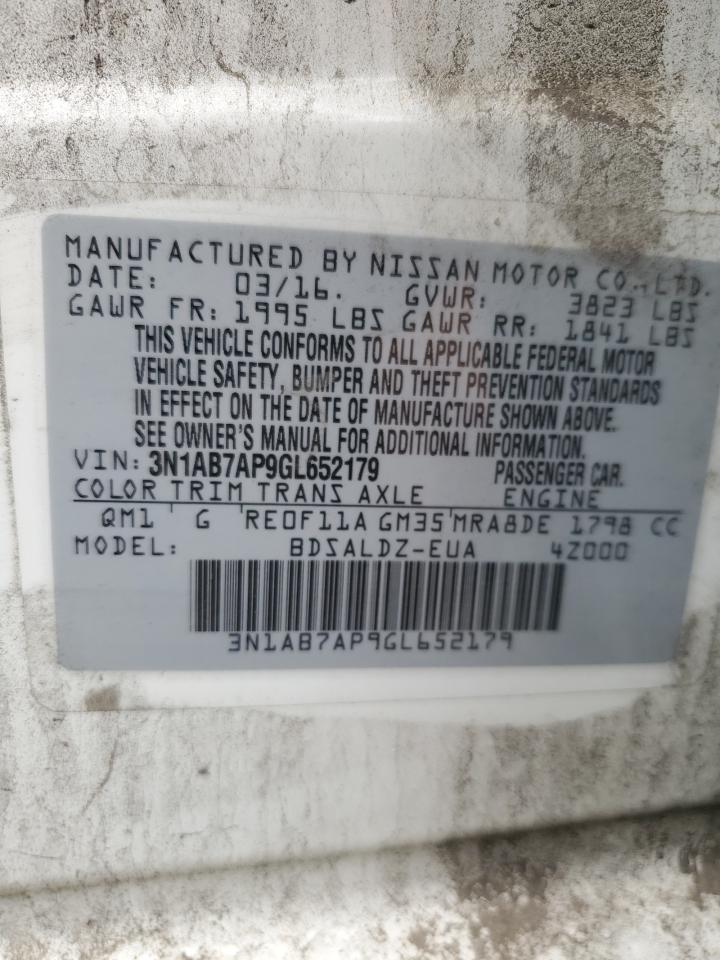 MANUFACTURED BY NISSAN MOTOR CO., LTD.
DATE: 03/16. GVWR: 3823 LBS
GAWR FR: 1995 LBS GAWR RR: 1841 LBS
THIS VEHICLE CONFORMS TO ALL APPLICABLE FEDERAL MOTOR
VEHICLE SAFETY, BUMPER AND THEFT PREVENTION STANDARDS
IN EFFECT ON THE DATE OF MANUFACTURE SHOWN ABOVE.
SEE OWNER'S MANUAL FOR ADDITIONAL INFORMATION.
VIN: 3N1AB7AP9GL652179 PASSENGER CAR.
COLOR TRIM TRANS AXLE ENGINE
QM1 G RE0F11A GM35 MRA8DE 1798 CC
MODEL: BDSALDZ-EUA 4Z000
3N1AB7AP9GL652179